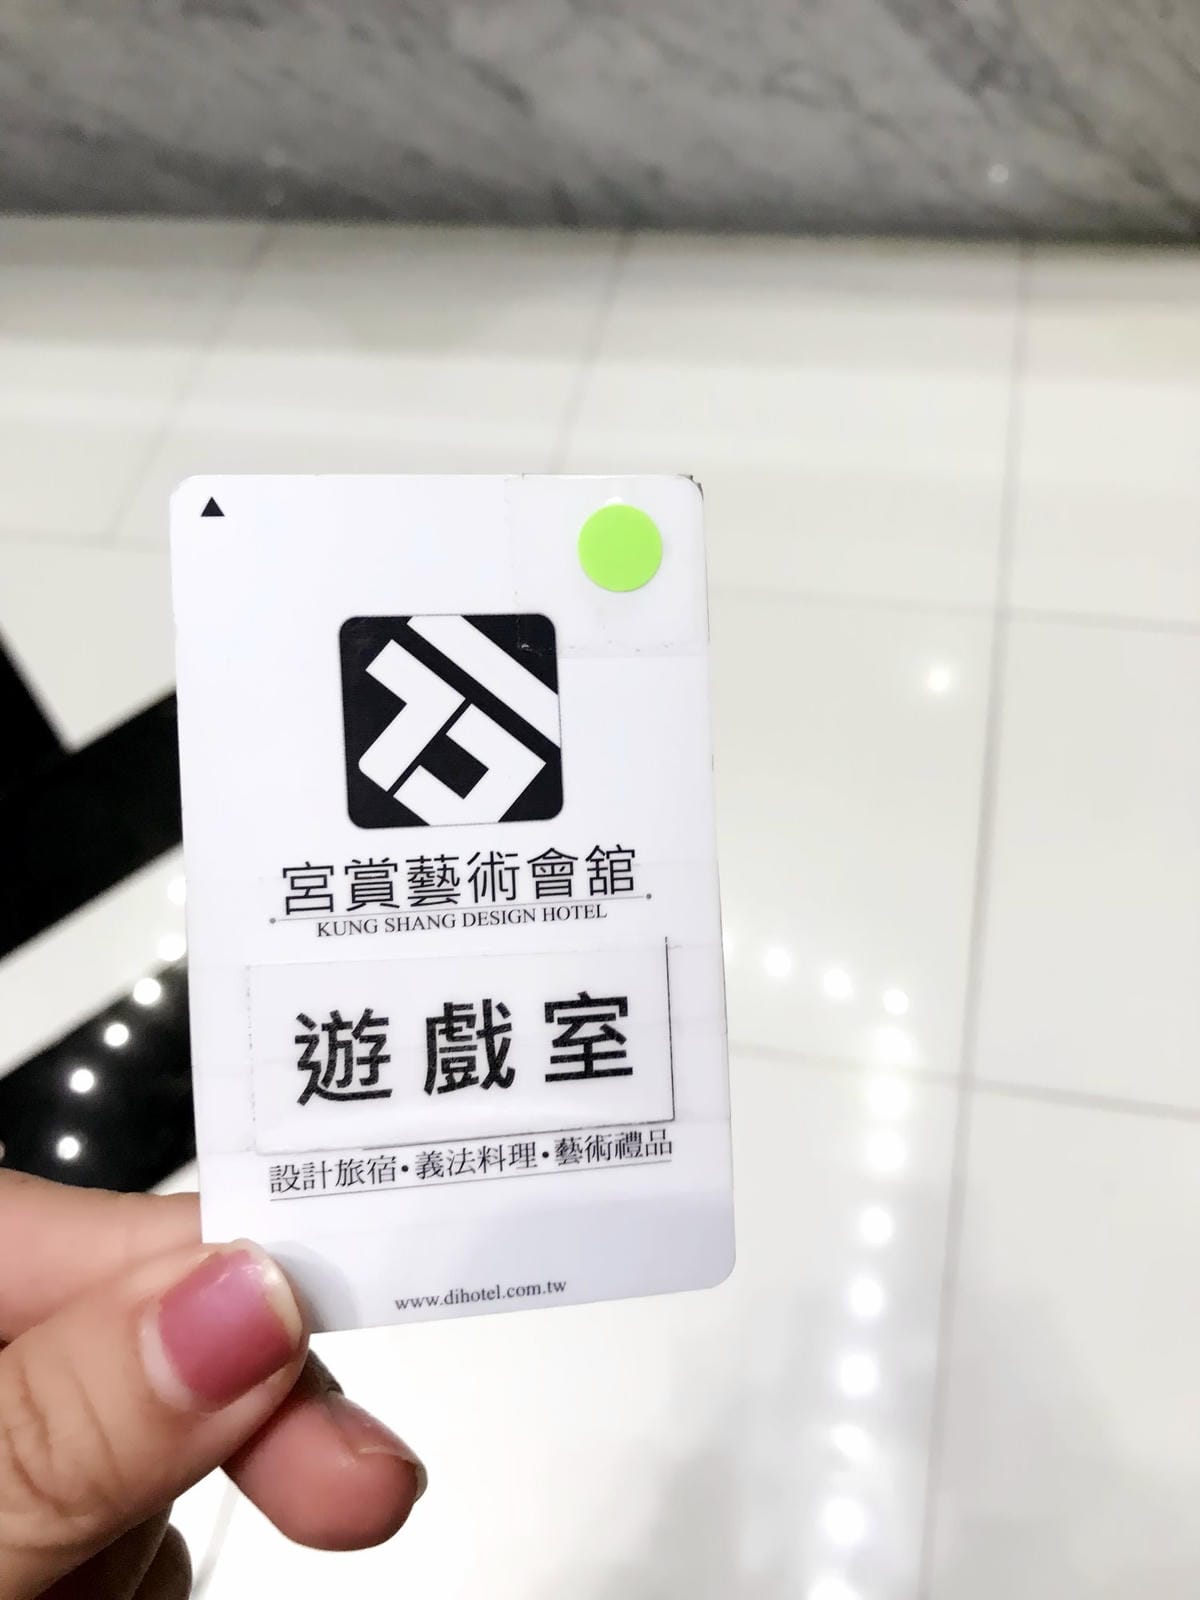 宮賞藝術會舘
KUNG SHANG DESIGN HOTEL
遊戲室
設計旅宿•義法料理•藝術禮品
www.dihotel.com.tw